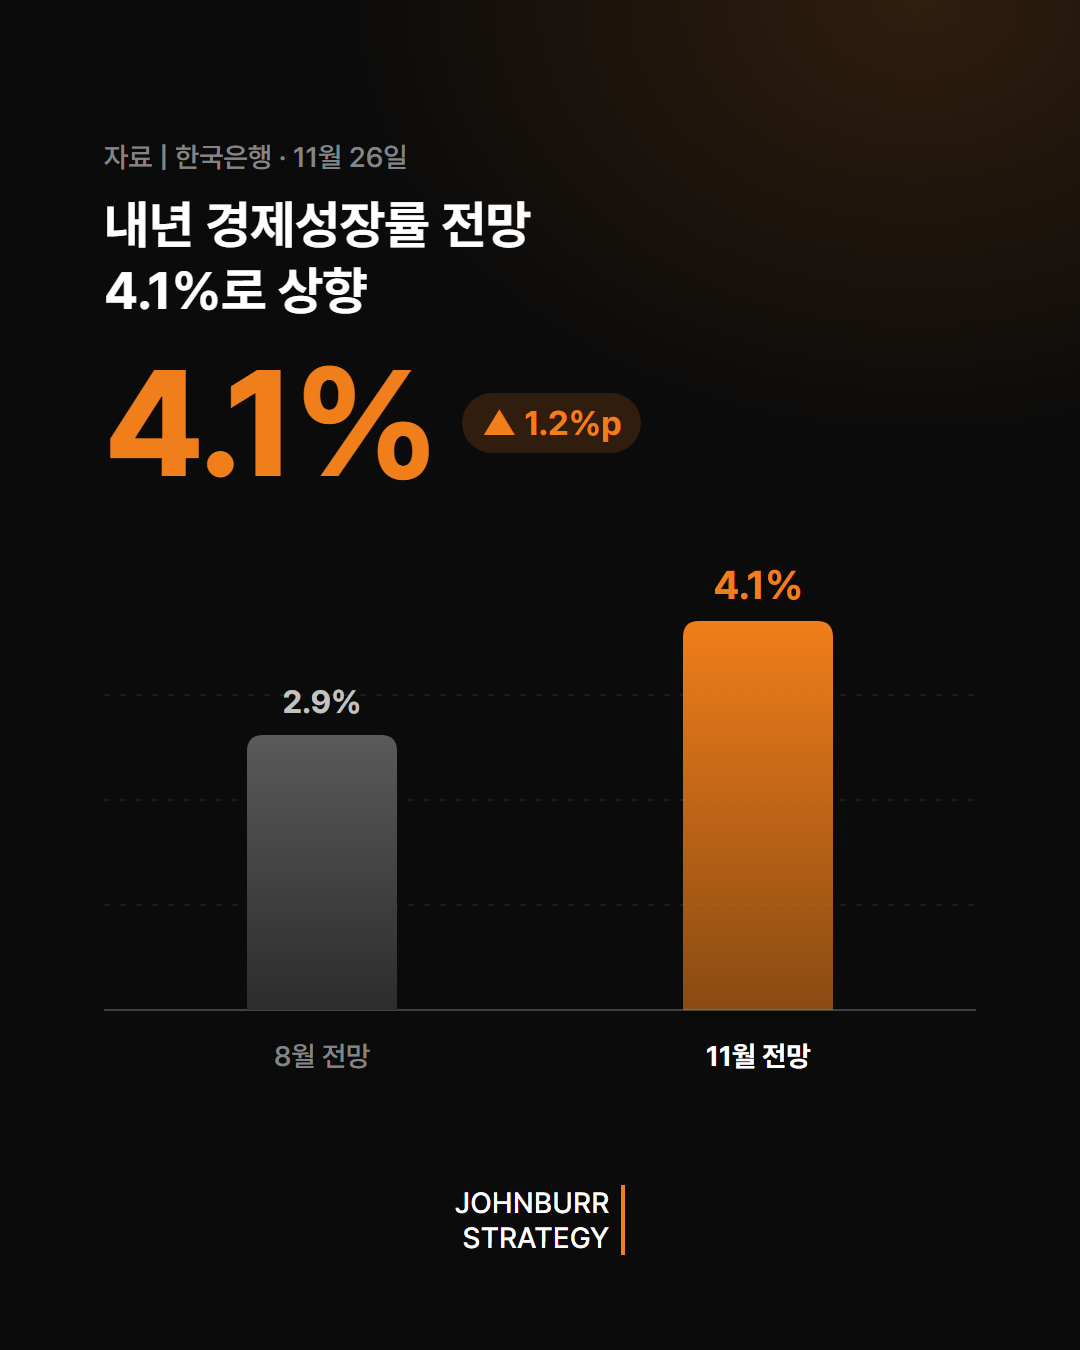 자료 | 한국은행 · 11월 26일
내년 경제성장률 전망
4.1%로 상향
4.1%
▲ 1.2%p
4.1%
2.9%
8월 전망
11월 전망
JOHNBURR
STRATEGY